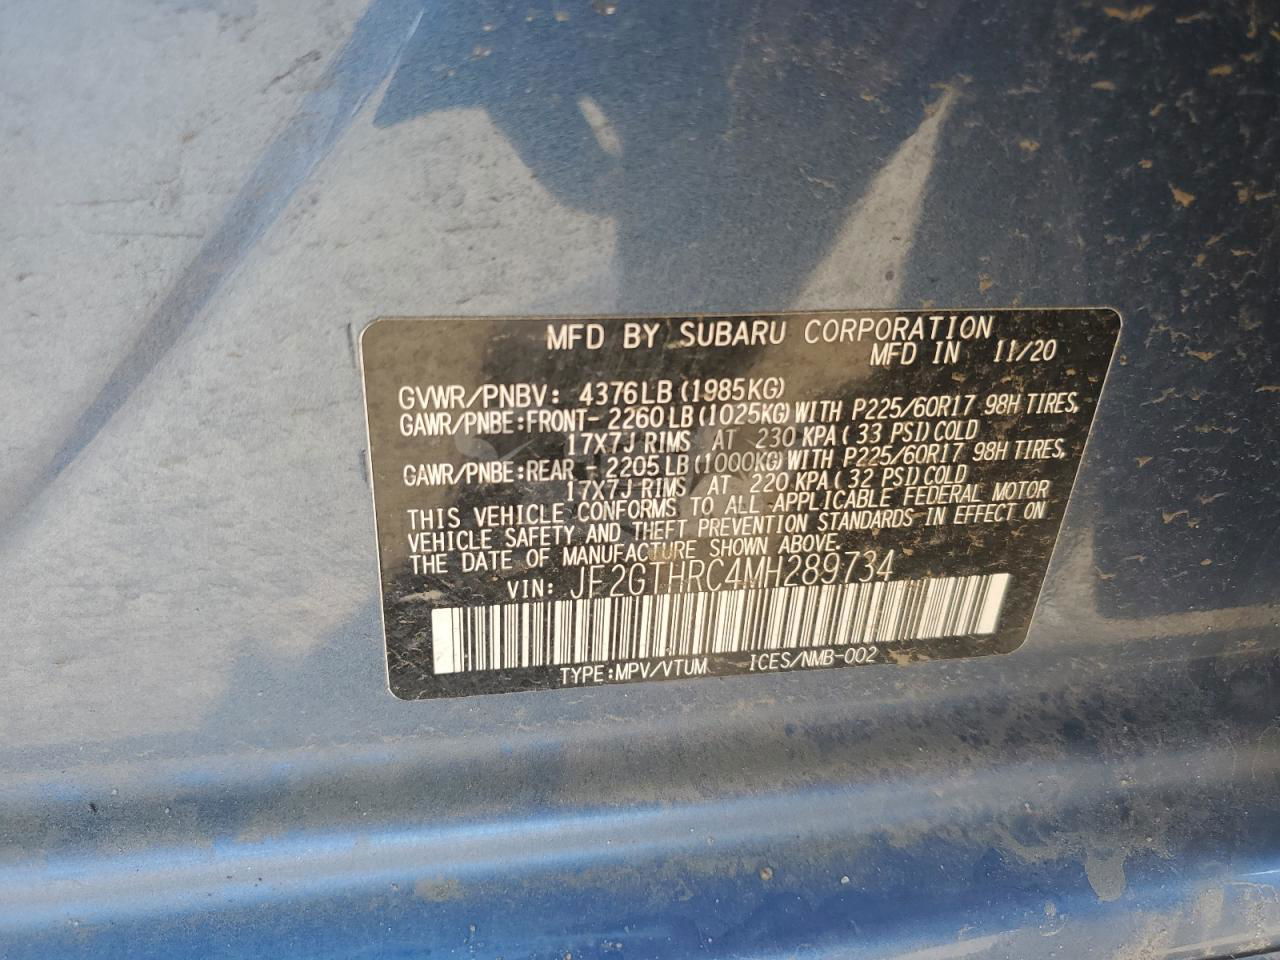 MFD BY SUBARU CORPORATION
MFD IN 11/20
GVWR/PNBV: 4376LB (1985KG)
GAWR/PNBE:FRONT- 2260LB (1025KG) WITH P225/60R17 98H TIRES,
17X7J RIMS AT 230 KPA ( 33 PSI) COLD
GAWR/PNBE:REAR - 2205LB (1000KG) WITH P225/60R17 98H TIRES,
17X7J RIMS AT 220 KPA ( 32 PSI) COLD
THIS VEHICLE CONFORMS TO ALL APPLICABLE FEDERAL MOTOR
VEHICLE SAFETY AND THEFT PREVENTION STANDARDS IN EFFECT ON
THE DATE OF MANUFACTURE SHOWN ABOVE.
VIN: JF2GTHRC4MH289734
TYPE:MPV/VTUM ICES/NMB-002